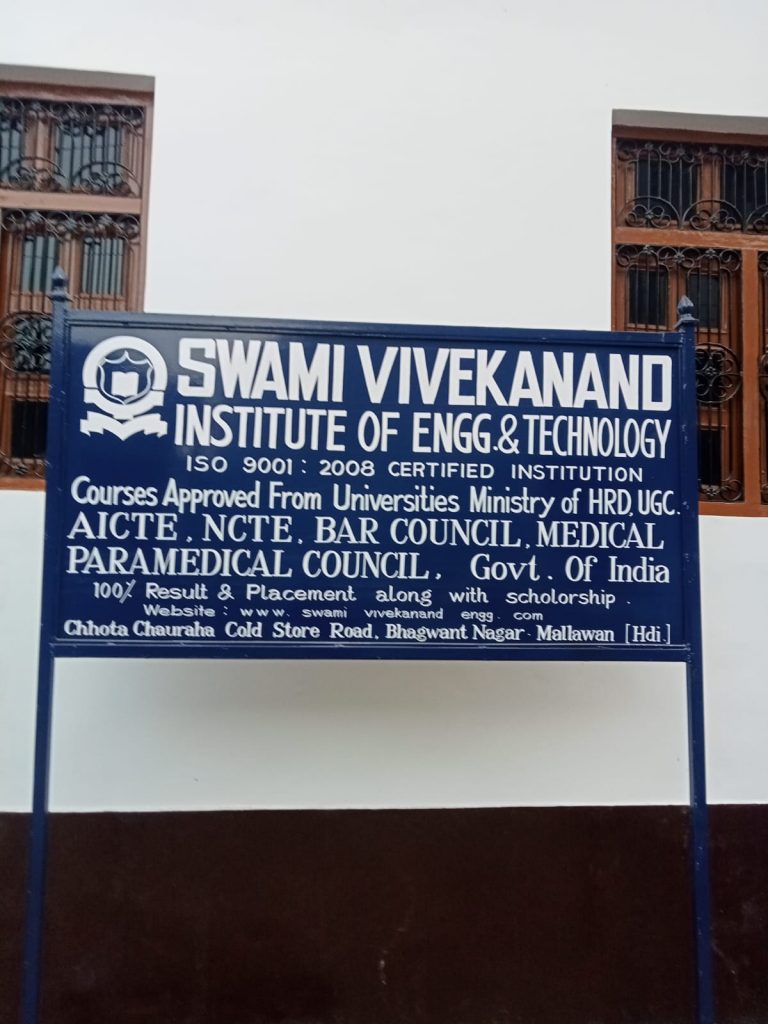 SWAMI VIVEKANAND
INSTITUTE OF ENGG.& TECHNOLOGY
ISO 9001 : 2008 CERTIFIED INSTITUTION
Courses Approved From Universities Ministry of HRD, UGC.
AICTE, NCTE, BAR COUNCIL, MEDICAL
PARAMEDICAL COUNCIL, Govt. Of India
100% Result & Placement along with scholorship.
Website : www. swami vivekanand engg. com
Chhota Chauraha Cold Store Road, Bhagwant Nagar - Mallawan [Hdi.]